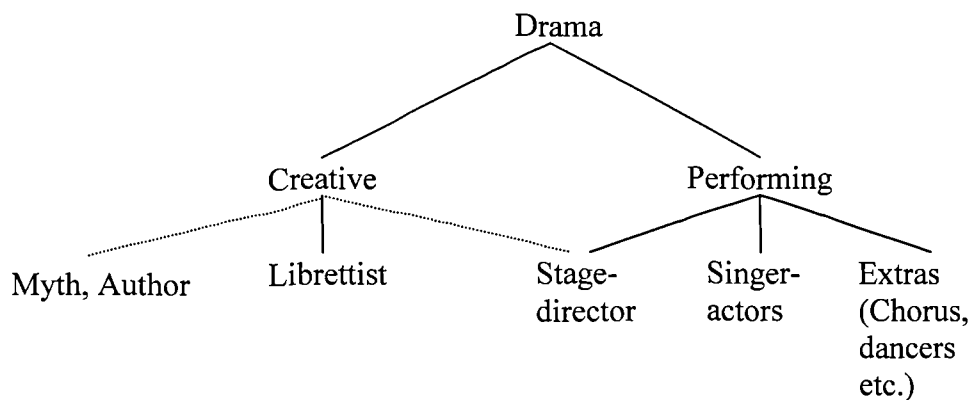 Drama
Creative
Performing
Myth, Author
Librettist
Stage-
director
Singer-
actors
Extras
(Chorus,
dancers
etc.)